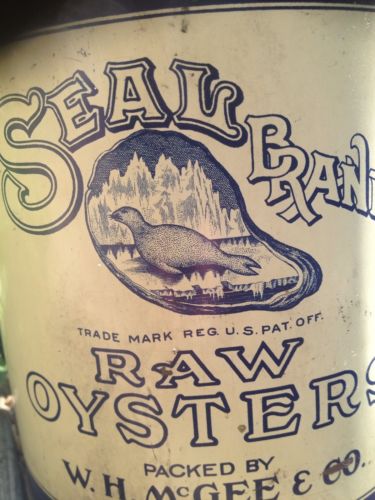 SEAL BRAND
TRADE MARK REG. U.S. PAT. OFF.
RAW
OYSTERS
PACKED BY
W. H. McGEE & CO.